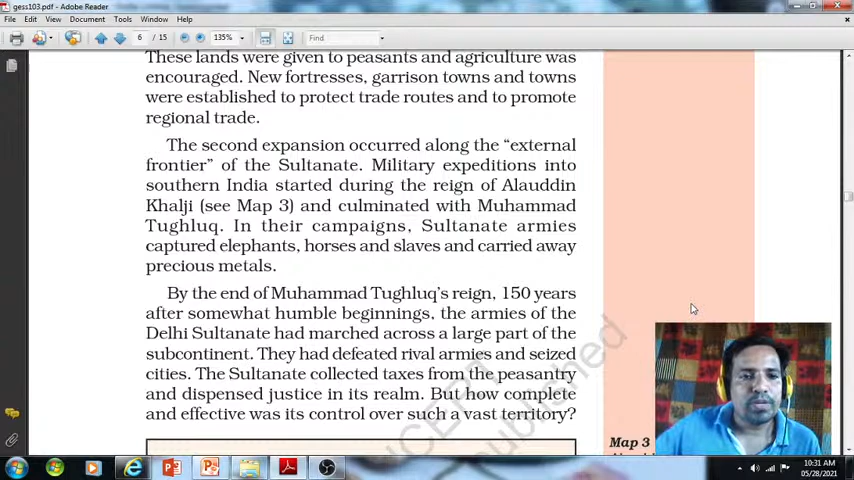 gess103.pdf - Adobe Reader
File Edit View Document Tools Window Help
6 / 15 135% Find
These lands were given to peasants and agriculture was
encouraged. New fortresses, garrison towns and towns
were established to protect trade routes and to promote
regional trade.
The second expansion occurred along the “external
frontier” of the Sultanate. Military expeditions into
southern India started during the reign of Alauddin
Khalji (see Map 3) and culminated with Muhammad
Tughluq. In their campaigns, Sultanate armies
captured elephants, horses and slaves and carried away
precious metals.
By the end of Muhammad Tughluq’s reign, 150 years
after somewhat humble beginnings, the armies of the
Delhi Sultanate had marched across a large part of the
subcontinent. They had defeated rival armies and seized
cities. The Sultanate collected taxes from the peasantry
and dispensed justice in its realm. But how complete
and effective was its control over such a vast territory?
NCERT
published
Map 3
10:31 AM
05/28/2021